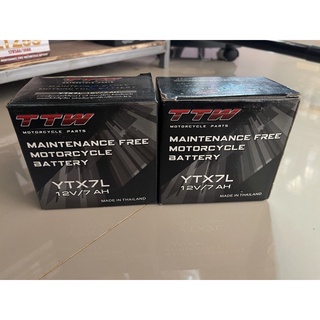 TTW
MOTORCYCLE PARTS
MAINTENANCE FREE
MOTORCYCLE
BATTERY
YTX7L
12V/7 AH
MADE IN THAILAND
TTW
MOTORCYCLE PARTS
MAINTENANCE FREE
MOTORCYCLE
BATTERY
YTX7L
12V/7 AH
MADE IN THAILAND